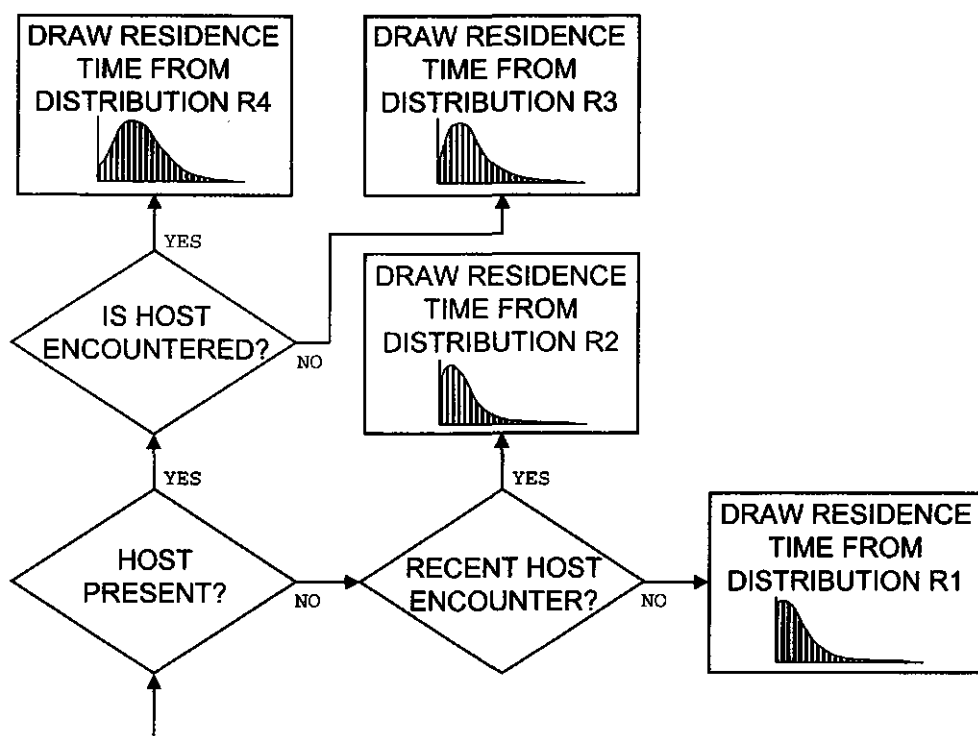 DRAW RESIDENCE
TIME FROM
DISTRIBUTION R4
DRAW RESIDENCE
TIME FROM
DISTRIBUTION R3
YES
IS HOST
ENCOUNTERED?
NO
DRAW RESIDENCE
TIME FROM
DISTRIBUTION R2
YES
HOST
PRESENT?
NO
YES
RECENT HOST
ENCOUNTER?
NO
DRAW RESIDENCE
TIME FROM
DISTRIBUTION R1